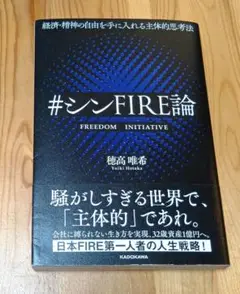 経済・精神の自由を手に入れる主体的思考法
#シンFIRE論
FREEDOM INITIATIVE
穂高 唯希
Yuiki Hotaka
騒がしすぎる世界で、
「主体的」であれ。
会社に縛られない生き方を実現、32歳資産1億円へ。
日本FIRE第一人者の人生戦略！
KADOKAWA